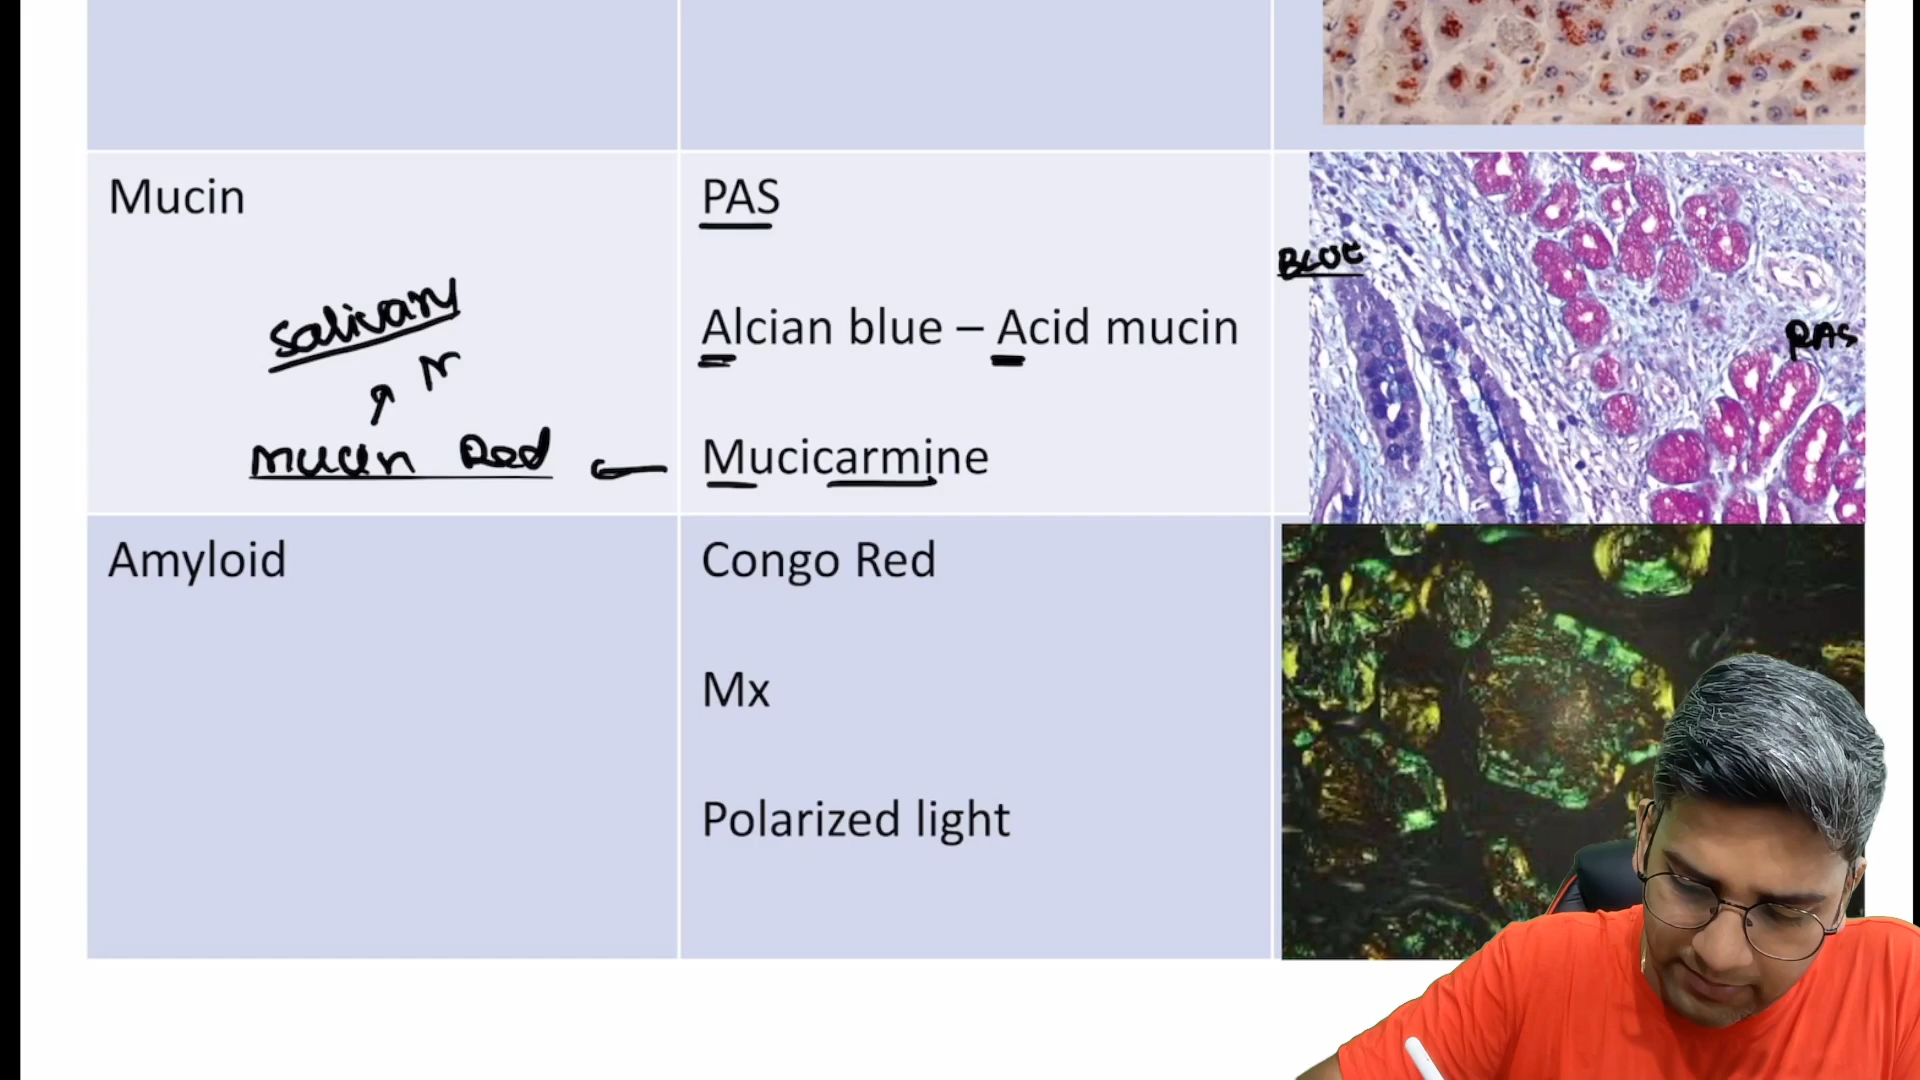 Mucin
PAS
BLUE
salivary
Alcian blue – Acid mucin
PAS
mucin Red
Mucicarmine
Amyloid
Congo Red
Mx
Polarized light